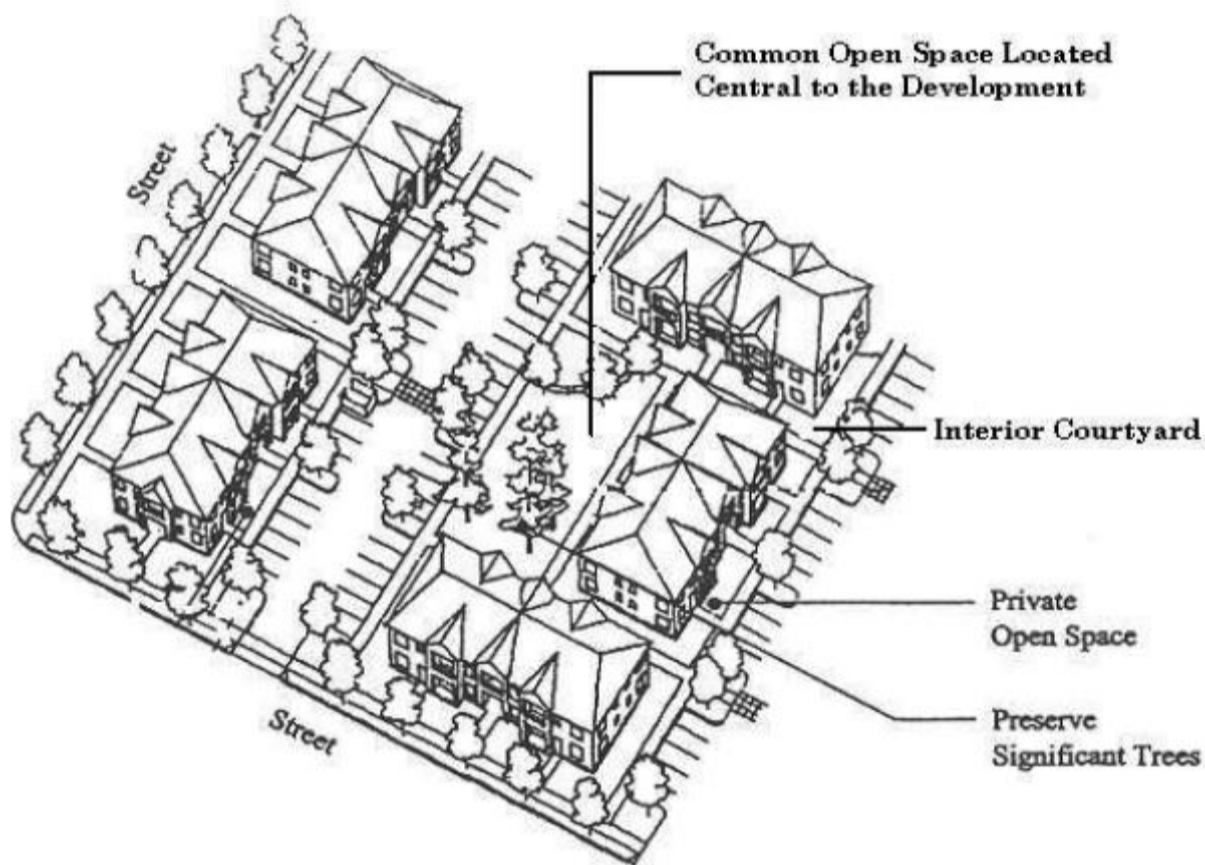 Common Open Space Located
Central to the Development
Street
Interior Courtyard
Private
Open Space
Street
Preserve
Significant Trees